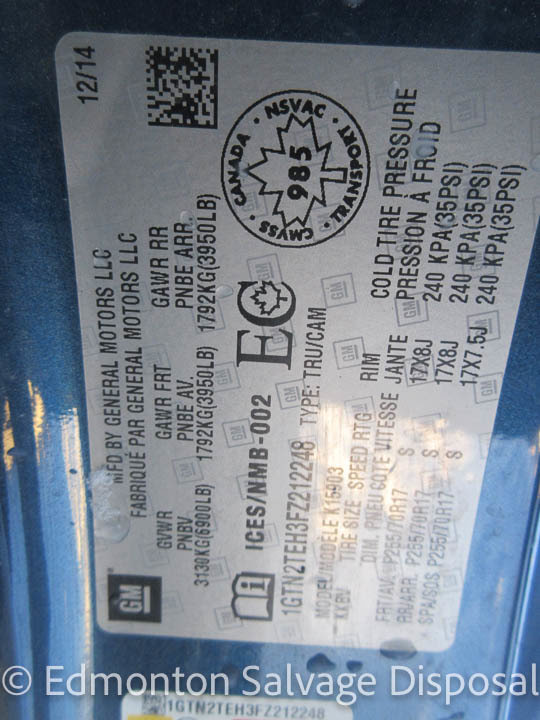 12/14
MFD BY GENERAL MOTORS LLC
FABRIQUÉ PAR GENERAL MOTORS LLC
GVWR GAWR FRT GAWR RR
PNBV PNBE AV. PNBE ARR.
3130KG(6900LB) 1792KG(3950LB) 1792KG(3950LB)
GM
ICES/NMB-002
EC
CANADA NSVAC
985
CMVSS TRANSPORT
1GTN2TEH3FZ212248 TYPE: TRU/CAM
MODEL/MODÈLE K15903
TIRE SIZE SPEED RTG RIM COLD TIRE PRESSURE
DIM. PNEU COTE VITESSE JANTE PRESSION À FROID
FRT/AV. P255/70R17 S 17X8J 240 KPA(35PSI)
RR/ARR. P255/70R17 S 17X8J 240 KPA(35PSI)
SPA/SOS P255/70R17 S 17X7.5J 240 KPA(35PSI)
1GTN2TEH3FZ212248
© Edmonton Salvage Disposal